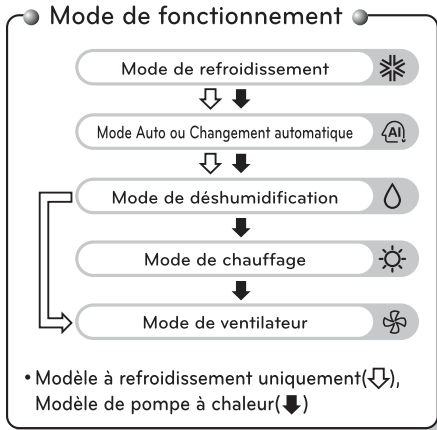 Mode de fonctionnement
Mode de refroidissement
Mode Auto ou Changement automatique
AI
Mode de déshumidification
Mode de chauffage
Mode de ventilateur
• Modèle à refroidissement uniquement(⇩),
Modèle de pompe à chaleur(🡇)